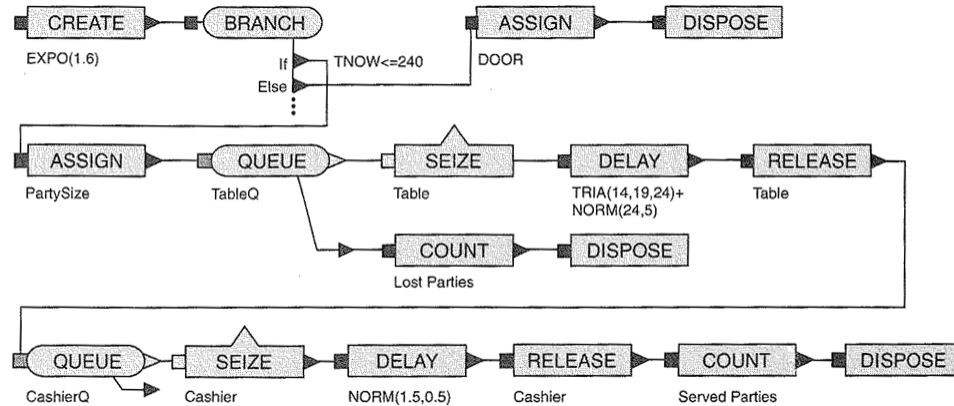 CREATE BRANCH ASSIGN DISPOSE
EXPO(1.6) If TNOW<=240 DOOR
Else
ASSIGN QUEUE SEIZE DELAY RELEASE
PartySize TableQ Table TRIA(14,19,24)+ Table
NORM(24,5)
COUNT DISPOSE
Lost Parties
QUEUE SEIZE DELAY RELEASE COUNT DISPOSE
CashierQ Cashier NORM(1.5,0.5) Cashier Served Parties